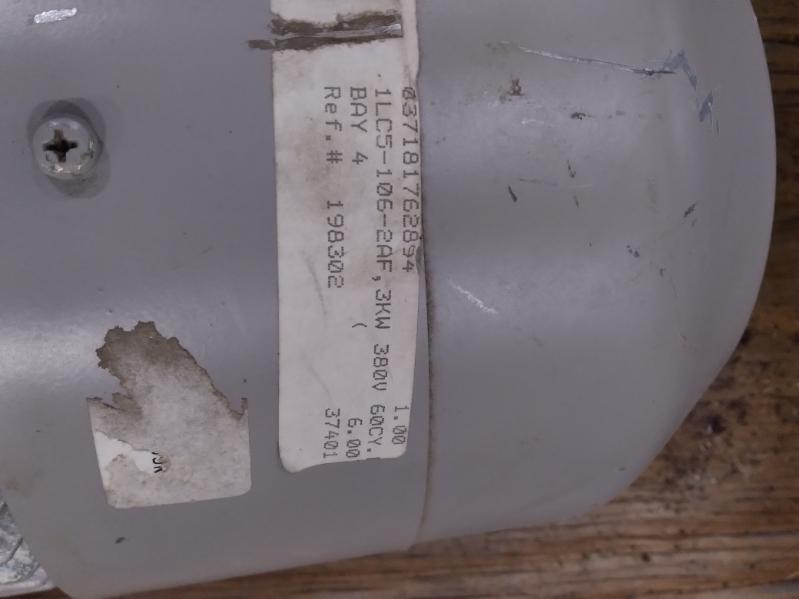 037181762894 1.00
1LC5-106-2AF,3KW 380V 60CY.
BAY 4 ( 6.00
Ref.# 198302 37401